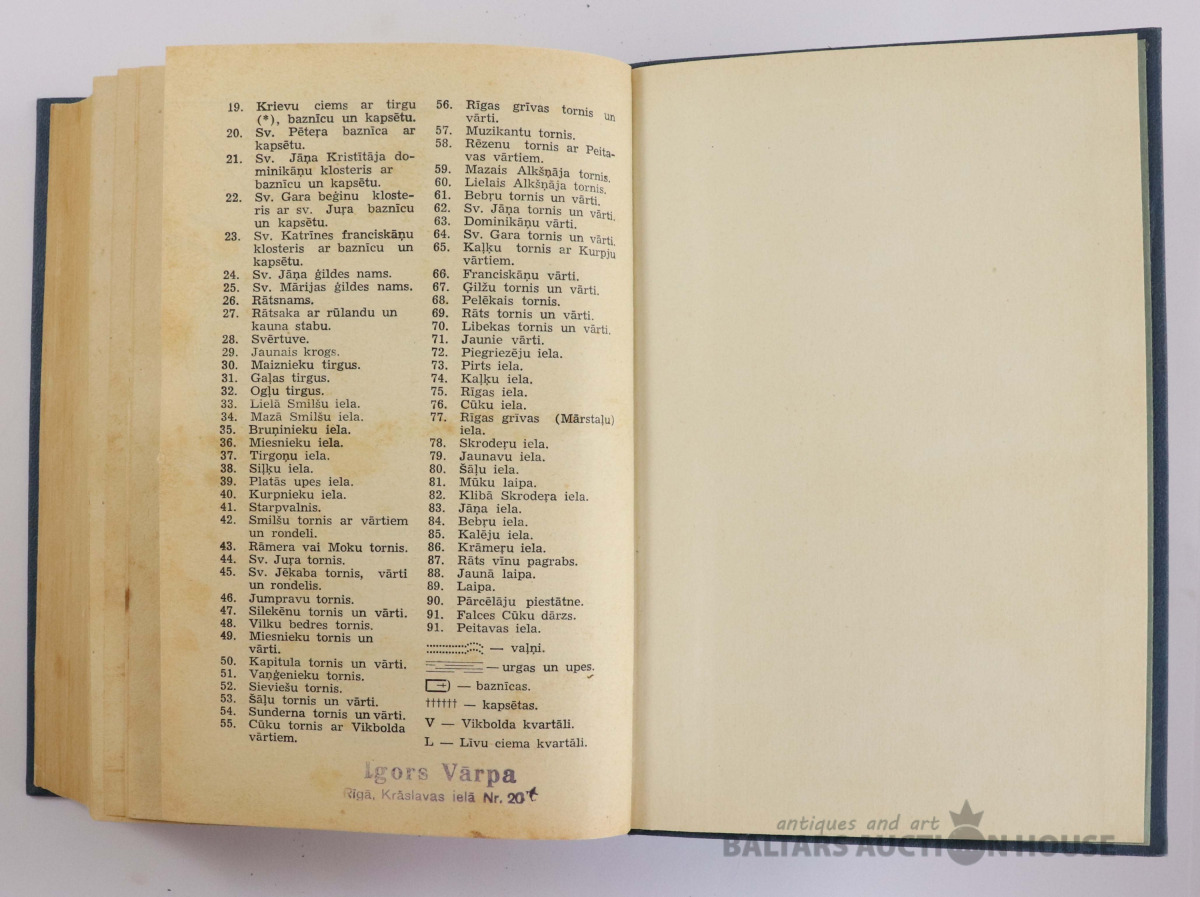 19. Krievu ciems ar tirgu
(*), baznīcu un kapsētu.
20. Sv. Pēteŗa baznīca ar
kapsētu.
21. Sv. Jāņa Kristītāja do-
minikāņu klosteris ar
baznīcu un kapsētu.
22. Sv. Gara beģinu kloste-
ris ar sv. Juŗa baznīcu
un kapsētu.
23. Sv. Katrīnes franciskāņu
klosteris ar baznīcu un
kapsētu.
24. Sv. Jāņa ģildes nams.
25. Sv. Mārijas ģildes nams.
26. Rātsnams.
27. Rātsaka ar rūlandu un
kauna stabu.
28. Svērtuve.
29. Jaunais krogs.
30. Maiznieku tirgus.
31. Gaļas tirgus.
32. Ogļu tirgus.
33. Lielā Smilšu iela.
34. Mazā Smilšu iela.
35. Bruņinieku iela.
36. Miesnieku iela.
37. Tirgoņu iela.
38. Siļķu iela.
39. Platās upes iela.
40. Kurpnieku iela.
41. Starpvalnis.
42. Smilšu tornis ar vārtiem
un rondeli.
43. Rāmera vai Moku tornis.
44. Sv. Juŗa tornis.
45. Sv. Jēkaba tornis, vārti
un rondelis.
46. Jumpravu tornis.
47. Silekēnu tornis un vārti.
48. Vilku bedres tornis.
49. Miesnieku tornis un
vārti.
50. Kapitula tornis un vārti.
51. Vaņģenieku tornis.
52. Sieviešu tornis.
53. Šāļu tornis un vārti.
54. Sunderna tornis un vārti.
55. Cūku tornis ar Vikbolda
vārtiem.
56. Rīgas grīvas tornis un
vārti.
57. Muzikantu tornis.
58. Rēzenu tornis ar Peita-
vas vārtiem.
59. Mazais Alkšņāja tornis.
60. Lielais Alkšņāja tornis.
61. Bebŗu tornis un vārti.
62. Sv. Jāņa tornis un vārti.
63. Dominikāņu vārti.
64. Sv. Gara tornis un vārti.
65. Kaļķu tornis ar Kurpju
vārtiem.
66. Franciskāņu vārti.
67. Ģilžu tornis un vārti.
68. Pelēkais tornis.
69. Rāts tornis un vārti.
70. Libekas tornis un vārti.
71. Jaunie vārti.
72. Piegriezēju iela.
73. Pirts iela.
74. Kaļķu iela.
75. Rīgas iela.
76. Cūku iela.
77. Rīgas grīvas (Mārstaļu)
iela.
78. Skrodeŗu iela.
79. Jaunavu iela.
80. Šāļu iela.
81. Mūku laipa.
82. Klibā Skrodeŗa iela.
83. Jāņa iela.
84. Bebŗu iela.
85. Kalēju iela.
86. Krāmeŗu iela.
87. Rāts vīnu pagrabs.
88. Jaunā laipa.
89. Laipa.
90. Pārcēlāju piestātne.
91. Falces Cūku dārzs.
91. Peitavas iela.
— vaļņi.
— urgas un upes.
— baznīcas.
†††††† — kapsētas.
V — Vikbolda kvartāli.
L — Līvu ciema kvartāli.
Igors Vārpa
Rīgā, Krāslavas ielā Nr. 20
antiques and art
BALTARS AUCTION HOUSE